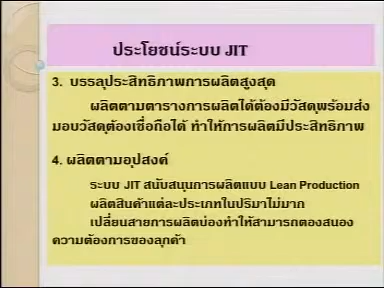 ประโยชน์ระบบ JIT
3. บรรลุประสิทธิภาพการผลิตสูงสุด
ผลิตตามตารางการผลิตได้ต้องมีวัสดุพร้อมส่ง
มอบวัสดุต้องเชื่อถือได้ ทำให้การผลิตมีประสิทธิภาพ
4. ผลิตตามอุปสงค์
ระบบ JIT สนับสนุนการผลิตแบบ Lean Production
ผลิตสินค้าแต่ละประเภทในปริมาไม่มาก
เปลี่ยนสายการผลิตบ่องทำให้สามารถตองสนอง
ความต้องการของลุกค้า